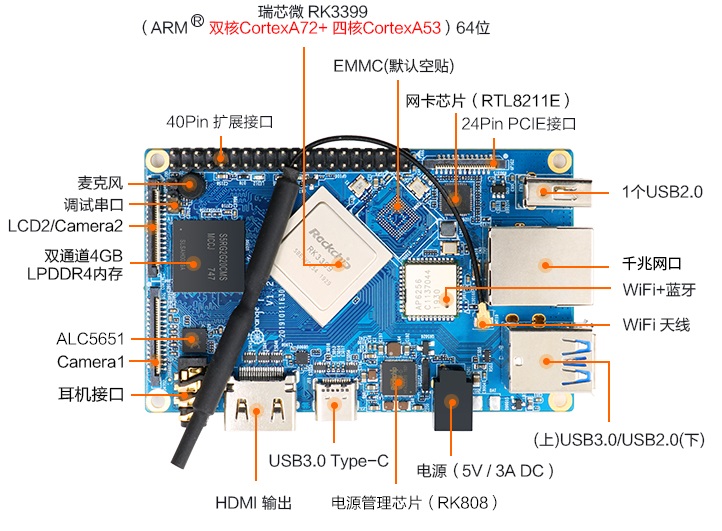 瑞芯微 RK3399
（ARM® 双核CortexA72+ 四核CortexA53）64位
EMMC(默认空贴)
网卡芯片（RTL8211E）
40Pin 扩展接口
24Pin PCIE接口
麦克风
调试串口
LCD2/Camera2
双通道4GB
LPDDR4内存
ALC5651
Camera1
耳机接口
1个USB2.0
千兆网口
WiFi+蓝牙
WiFi 天线
(上)USB3.0/USB2.0(下)
USB3.0 Type-C
电源（5V / 3A DC）
HDMI 输出
电源管理芯片（RK808）
Rockchip
RK3399
AP6256
MCCJ
747